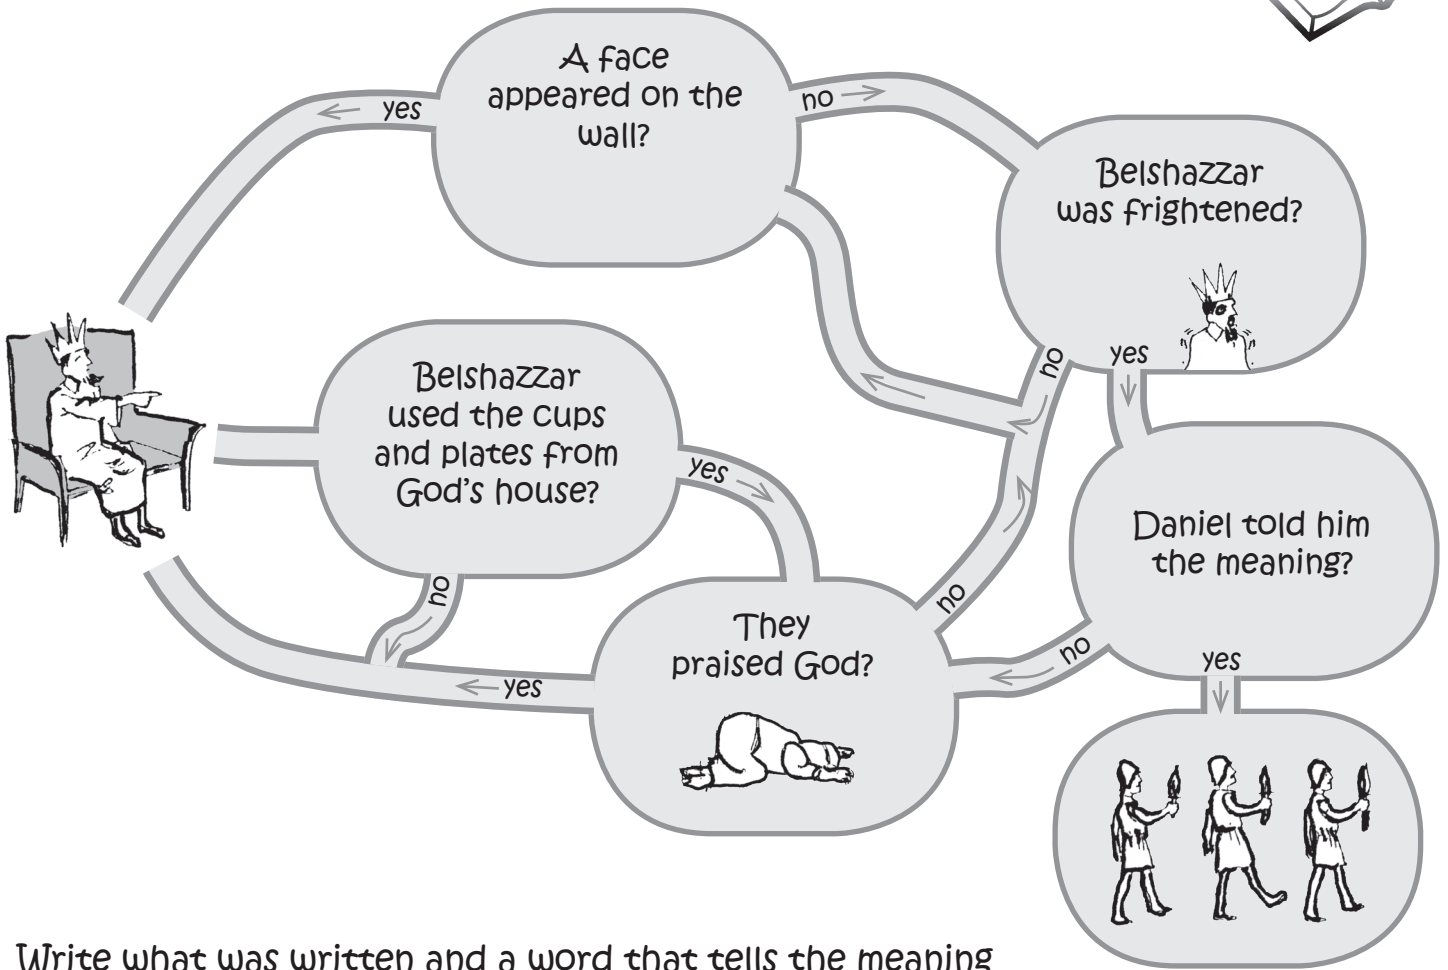 A face
appeared on the
wall?
yes
no
Belshazzar
was frightened?
no
yes
Belshazzar
used the cups
and plates from
God's house?
yes
no
Daniel told him
the meaning?
no
yes
They
praised God?
no
yes
Write what was written and a word that tells the meaning